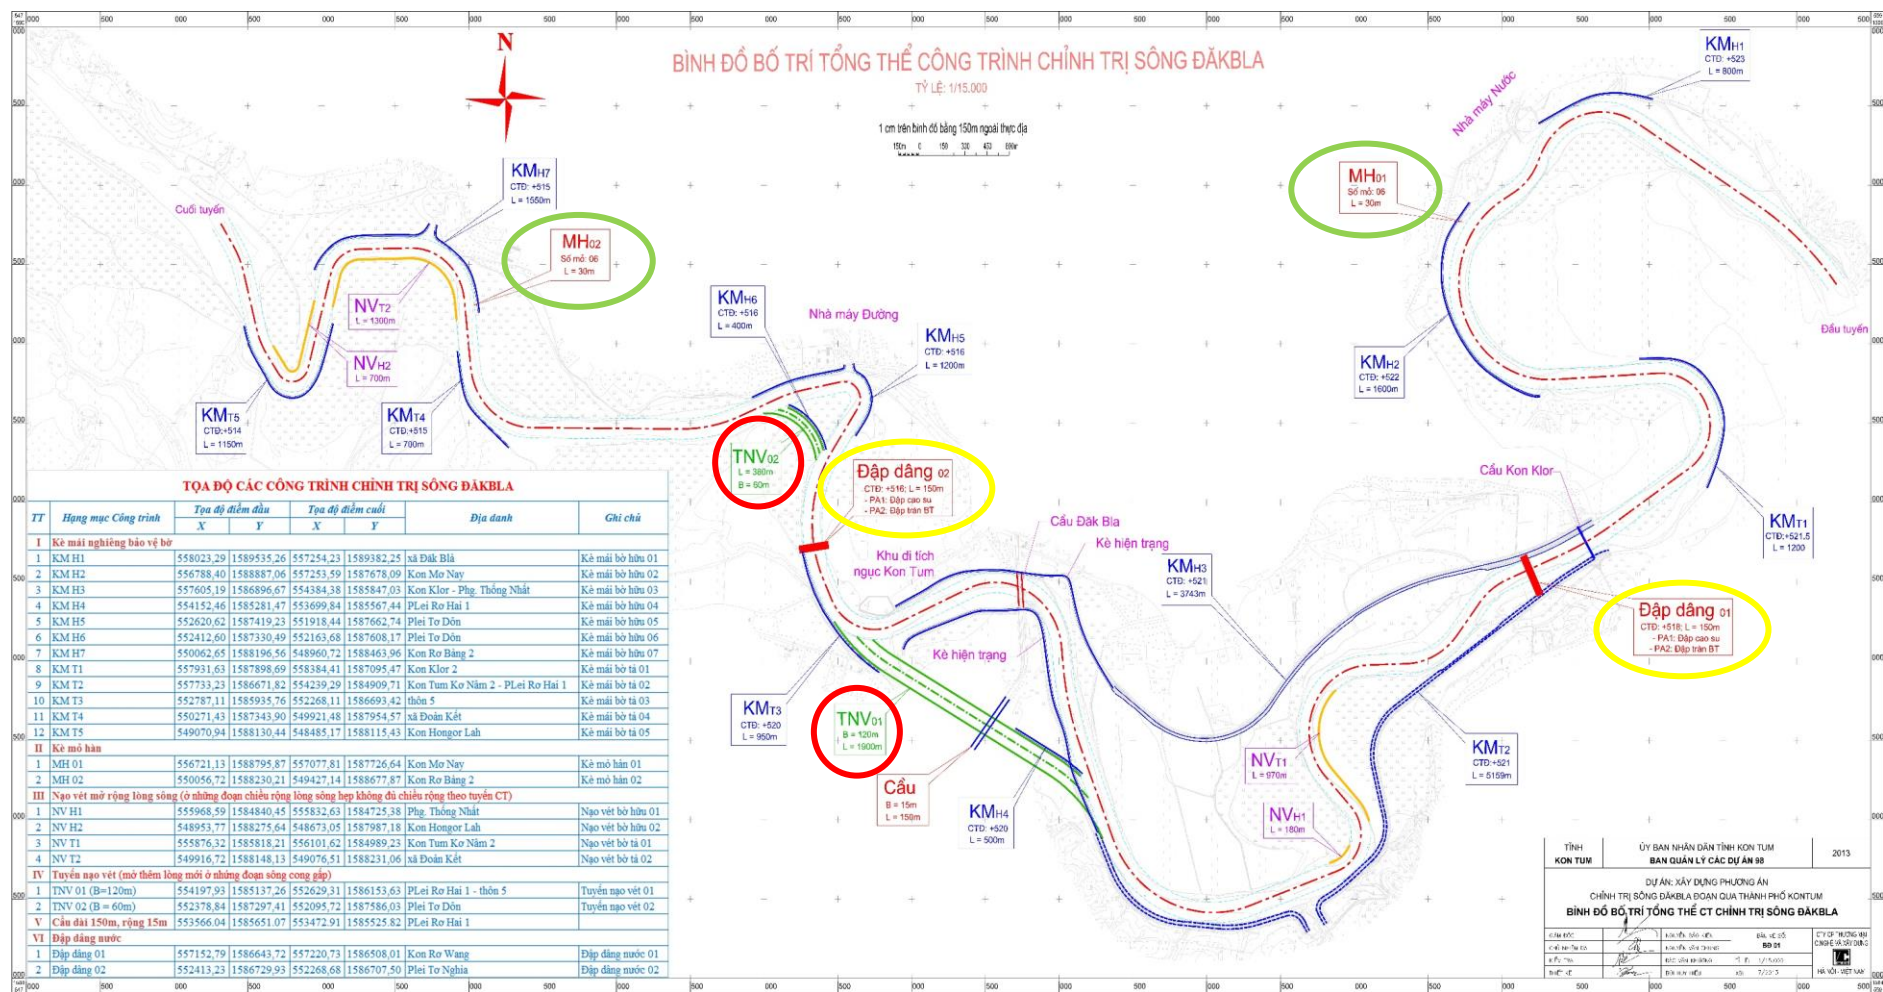 BÌNH ĐỒ BỐ TRÍ TỔNG THỂ CÔNG TRÌNH CHỈNH TRỊ SÔNG ĐĂKBLA
TỶ LỆ: 1/15.000
1 cm trên bình đồ bằng 150m ngoài thực địa
N
KMH1
CTĐ: +523
L = 800m
Nhà máy Nước
MH01
Số mỏ: 06
L = 30m
KMH7
CTĐ: +515
L = 1550m
Cuối tuyến
MH02
Số mỏ: 06
L = 30m
NVT2
L = 1300m
NVH2
L = 700m
KMT5
CTĐ:+514
L = 1150m
KMT4
CTĐ:+515
L = 700m
KMH6
CTĐ: +516
L = 400m
Nhà máy Đường
KMH5
CTĐ: +516
L = 1200m
Đầu tuyến
KMH2
CTĐ: +522
L = 1600m
TNV02
L = 380m
B = 60m
Đập dâng 02
CTĐ: +516; L = 150m
- PA1: Đập cao su
- PA2: Đập tràn BT
Cầu Kon Klor
KMT1
CTĐ:+521,5
L = 1200
Cầu Đăk Bla
Kè hiện trạng
Khu di tích
ngục Kon Tum
KMH3
CTĐ: +521
L = 3743m
Đập dâng 01
CTĐ: +518; L = 150m
- PA1: Đập cao su
- PA2: Đập tràn BT
Kè hiện trạng
KMT3
CTĐ: +520
L = 950m
TNV01
B = 120m
L = 1900m
Cầu
B = 15m
L = 150m
KMH4
CTĐ: +520
L = 500m
NVT1
L = 970m
NVH1
L = 180m
KMT2
CTĐ:+521
L = 5159m
TỌA ĐỘ CÁC CÔNG TRÌNH CHỈNH TRỊ SÔNG ĐĂKBLA
TT Hạng mục Công trình Tọa độ điểm đầu Tọa độ điểm cuối Địa danh Ghi chú
X Y X Y
I Kè mái nghiêng bảo vệ bờ
1 KM H1 558023,29 1589535,26 557254,23 1589382,25 xã Đăk Blà Kè mái bờ hữu 01
2 KM H2 556788,40 1588887,06 557253,59 1587678,09 Kon Mơ Nay Kè mái bờ hữu 02
3 KM H3 557605,19 1586896,67 554384,38 1585847,03 Kon Klor - Phg. Thống Nhất Kè mái bờ hữu 03
4 KM H4 554152,46 1585281,47 553699,84 1585567,44 PLei Rơ Hai 1 Kè mái bờ hữu 04
5 KM H5 552620,62 1587419,23 551918,44 1587662,74 Plei Tơ Dôn Kè mái bờ hữu 05
6 KM H6 552412,60 1587330,49 552163,68 1587608,17 Plei Tơ Dôn Kè mái bờ hữu 06
7 KM H7 550062,65 1588196,56 548960,72 1588463,96 Kon Rơ Bàng 2 Kè mái bờ hữu 07
8 KM T1 557931,63 1587898,69 558384,41 1587095,47 Kon Klor 2 Kè mái bờ tả 01
9 KM T2 557733,23 1586671,82 554239,29 1584909,71 Kon Tum Kơ Năm 2 - PLei Rơ Hai 1 Kè mái bờ tả 02
10 KM T3 552787,11 1585935,76 552268,11 1586693,42 thôn 5 Kè mái bờ tả 03
11 KM T4 550271,43 1587343,90 549921,48 1587954,57 xã Đoàn Kết Kè mái bờ tả 04
12 KM T5 549070,94 1588130,44 548485,17 1588115,43 Kon Hongor Lah Kè mái bờ tả 05
II Kè mỏ hàn
1 MH 01 556721,13 1588795,87 557077,81 1587726,64 Kon Mơ Nay Kè mỏ hàn 01
2 MH 02 550056,72 1588230,21 549427,14 1588677,87 Kon Rơ Bàng 2 Kè mỏ hàn 02
III Nạo vét mở rộng lòng sông (ở những đoạn chiều rộng lòng sông hẹp không đủ chiều rộng theo tuyến CT)
1 NV H1 555968,59 1584840,45 555832,63 1584725,38 Phg. Thống Nhất Nạo vét bờ hữu 01
2 NV H2 548953,77 1588275,64 548673,05 1587987,18 Kon Hongor Lah Nạo vét bờ hữu 02
3 NV T1 555876,32 1585818,21 556101,62 1584989,23 Kon Tum Kơ Năm 2 Nạo vét bờ tả 01
4 NV T2 549916,72 1588148,13 549076,51 1588231,06 xã Đoàn Kết Nạo vét bờ tả 02
IV Tuyến nạo vét (mở thêm lòng mới ở những đoạn sông cong gấp)
1 TNV 01 (B=120m) 554197,93 1585137,26 552629,31 1586153,63 PLei Rơ Hai 1 - thôn 5 Tuyến nạo vét 01
2 TNV 02 (B = 60m) 552378,84 1587297,41 552095,72 1587586,03 Plei Tơ Dôn Tuyến nạo vét 02
V Cầu dài 150m, rộng 15m 553566.04 1585651.07 553472.91 1585525.82 PLei Rơ Hai 1
VI Đập dâng nước
1 Đập dâng 01 557152,79 1586643,72 557220,73 1586508,01 Kon Rơ Wang Đập dâng nước 01
2 Đập dâng 02 552413,23 1586729,93 552268,68 1586707,50 Plei Tơ Nghia Đập dâng nước 02
TỈNH
KON TUM
ỦY BAN NHÂN DÂN TỈNH KON TUM
BAN QUẢN LÝ CÁC DỰ ÁN 98
2013
DỰ ÁN: XÂY DỰNG PHƯƠNG ÁN
CHỈNH TRỊ SÔNG ĐĂKBLA ĐOẠN QUA THÀNH PHỐ KONTUM
BÌNH ĐỒ BỐ TRÍ TỔNG THỂ CT CHỈNH TRỊ SÔNG ĐĂKBLA
BĐ 01
1/15.000
7/2013
HÀ NỘI - VIỆT NAM